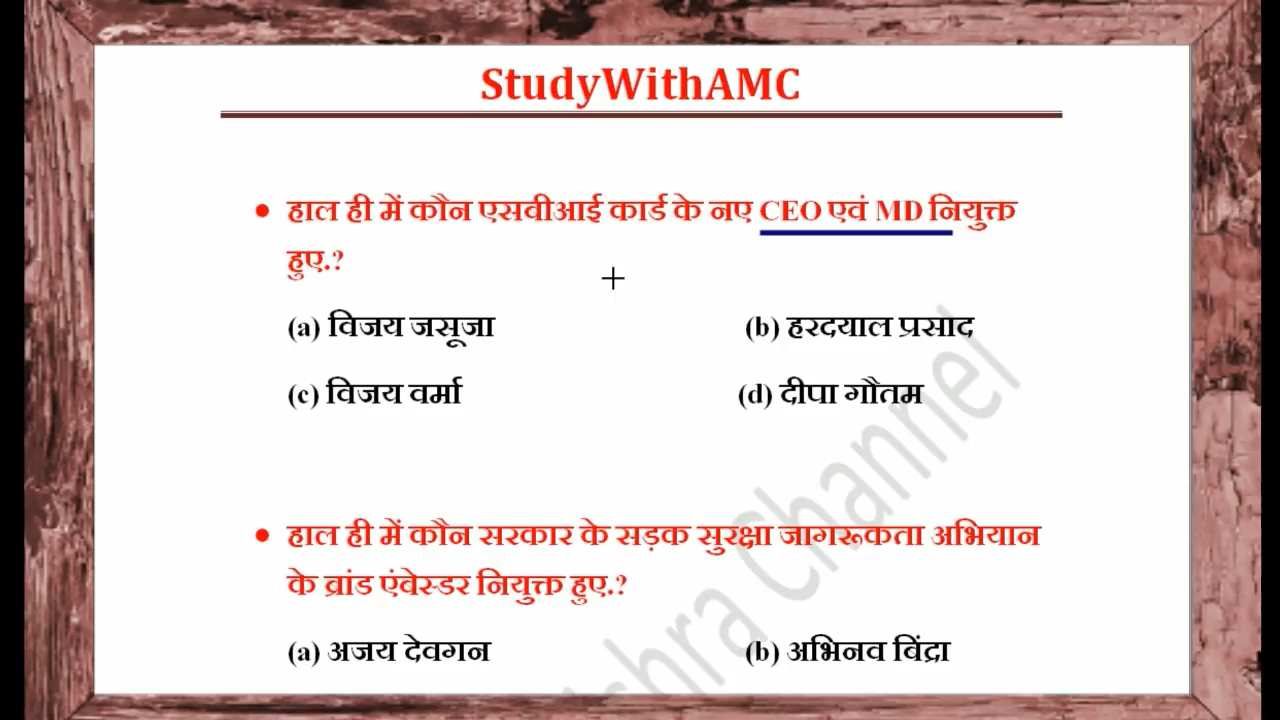 StudyWithAMC
• हाल ही में कौन एसबीआई कार्ड के नए CEO एवं MD नियुक्त
हुए.?
(a) विजय जसूजा (b) हरदयाल प्रसाद
(c) विजय वर्मा (d) दीपा गौतम
• हाल ही में कौन सरकार के सड़क सुरक्षा जागरूकता अभियान
के ब्रांड एंबेस्डर नियुक्त हुए.?
(a) अजय देवगन (b) अभिनव बिंद्रा
Channel